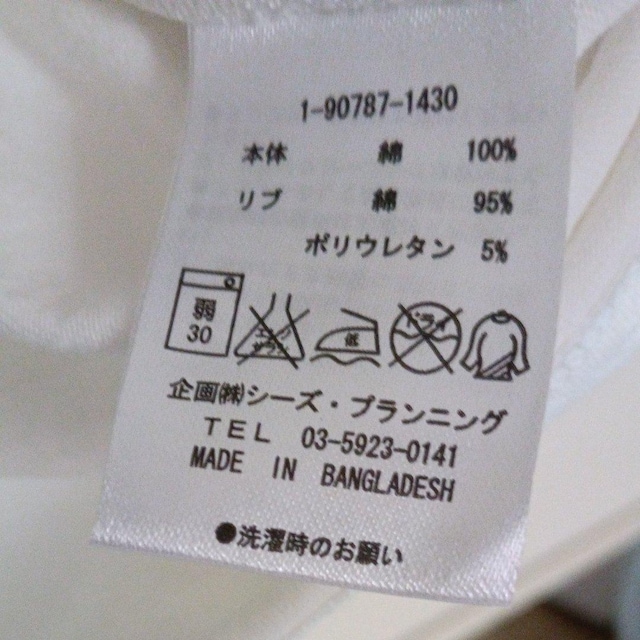 1-90787-1430
本体 綿 100%
リブ 綿 95%
ポリウレタン 5%
弱
30
低
企画㈱シーズ・プランニング
TEL 03-5923-0141
MADE IN BANGLADESH
●洗濯時のお願い